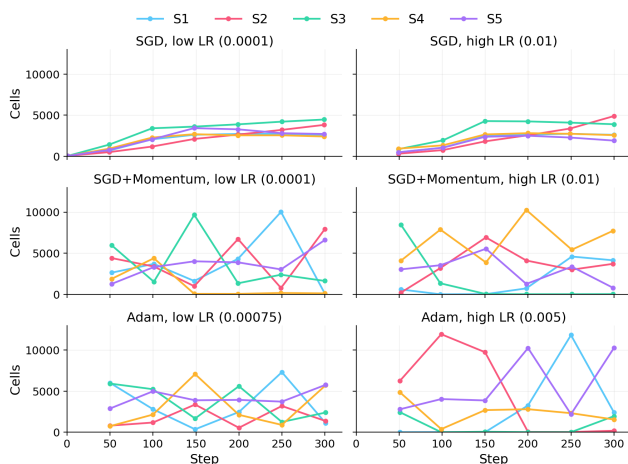 S1 S2 S3 S4 S5
SGD, low LR (0.0001) SGD, high LR (0.01)
Cells
10000
5000
0
SGD+Momentum, low LR (0.0001) SGD+Momentum, high LR (0.01)
Cells
10000
5000
0
Adam, low LR (0.00075) Adam, high LR (0.005)
Cells
10000
5000
0
0 50 100 150 200 250 300 0 50 100 150 200 250 300
Step Step